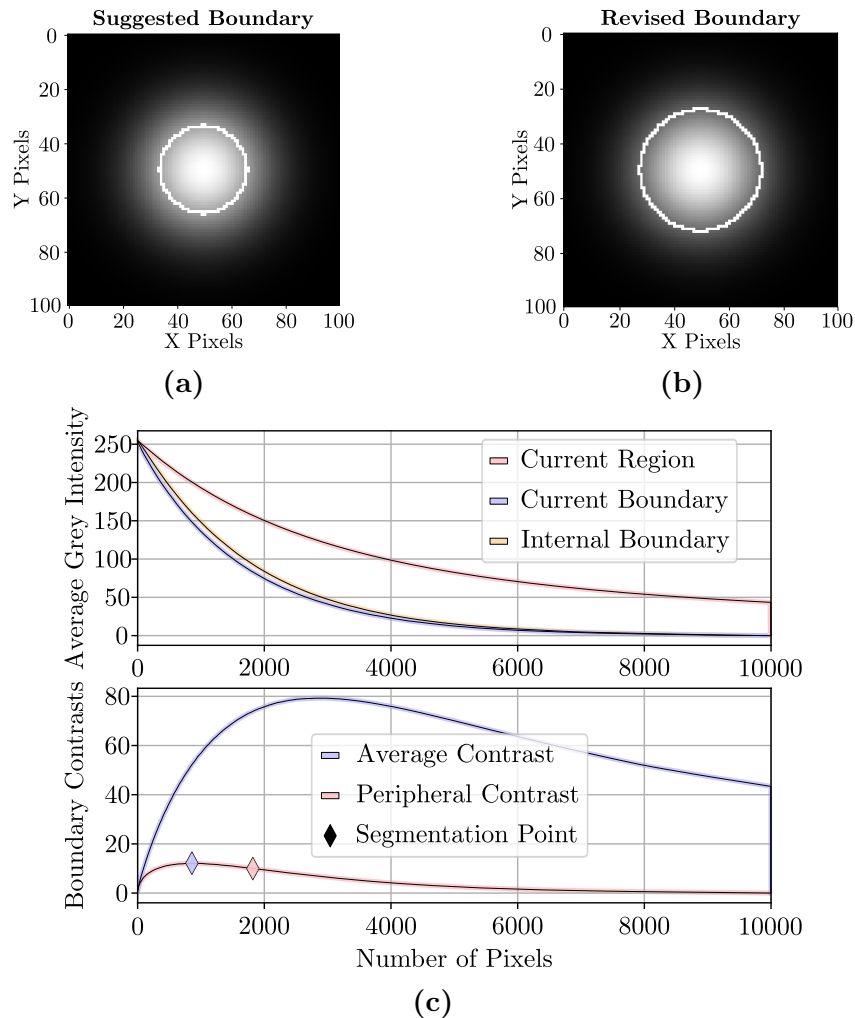 Suggested Boundary
0
20
40
60
80
100
Y Pixels
0 20 40 60 80 100
X Pixels
(a)
Revised Boundary
0
20
40
60
80
100
Y Pixels
0 20 40 60 80 100
X Pixels
(b)
Average Grey Intensity
250
200
150
100
50
0
Current Region
Current Boundary
Internal Boundary
0 2000 4000 6000 8000 10000
Boundary Contrasts
80
60
40
20
0
Average Contrast
Peripheral Contrast
Segmentation Point
0 2000 4000 6000 8000 10000
Number of Pixels
(c)